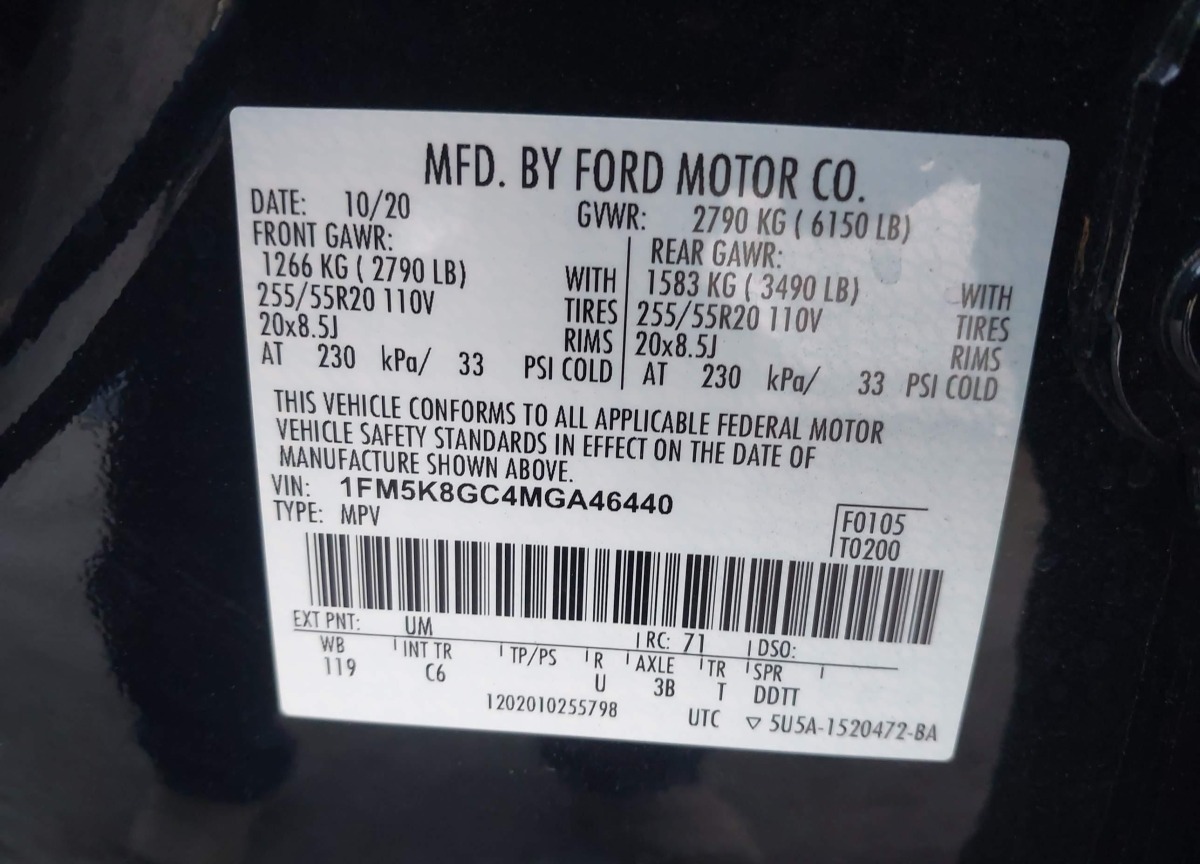 MFD. BY FORD MOTOR CO.
DATE: 10/20 GVWR: 2790 KG ( 6150 LB)
FRONT GAWR: REAR GAWR:
1266 KG ( 2790 LB) WITH 1583 KG ( 3490 LB) WITH
255/55R20 110V TIRES 255/55R20 110V TIRES
20x8.5J RIMS 20x8.5J RIMS
AT 230 kPa/ 33 PSI COLD AT 230 kPa/ 33 PSI COLD
THIS VEHICLE CONFORMS TO ALL APPLICABLE FEDERAL MOTOR
VEHICLE SAFETY STANDARDS IN EFFECT ON THE DATE OF
MANUFACTURE SHOWN ABOVE.
VIN: 1FM5K8GC4MGA46440
TYPE: MPV F0105
T0200
EXT PNT: UM RC: 71 DSO:
WB INT TR TP/PS R AXLE TR SPR
119 C6 U 3B T DDTT
1202010255798 UTC ▽ 5U5A-1520472-BA